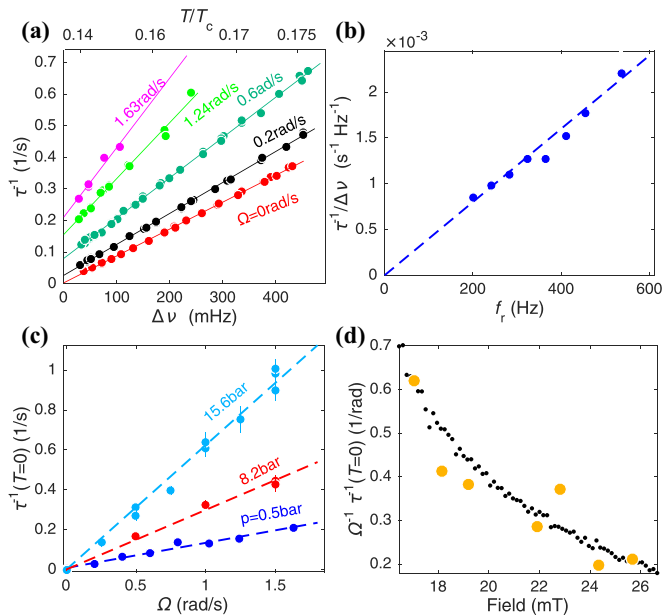 (a)
T/Tc
0.14 0.16 0.17 0.175
0.7
0.6
0.5
0.4
0.3
0.2
0.1
0
τ⁻¹ (1/s)
1.63rad/s
1.24rad/s
0.6ad/s
0.2rad/s
Ω=0rad/s
0 100 200 300 400
Δν (mHz)
(b)
×10⁻³
2
1
0
τ⁻¹/Δν (s⁻¹ Hz⁻¹)
0 200 400 600
fr (Hz)
(c)
1
0.8
0.6
0.4
0.2
0
τ⁻¹(T=0) (1/s)
15.6bar
8.2bar
p=0.5bar
0 0.5 1.0 1.5
Ω (rad/s)
(d)
0.7
0.6
0.5
0.4
0.3
0.2
Ω⁻¹ τ⁻¹(T=0) (1/rad)
18 20 22 24 26
Field (mT)